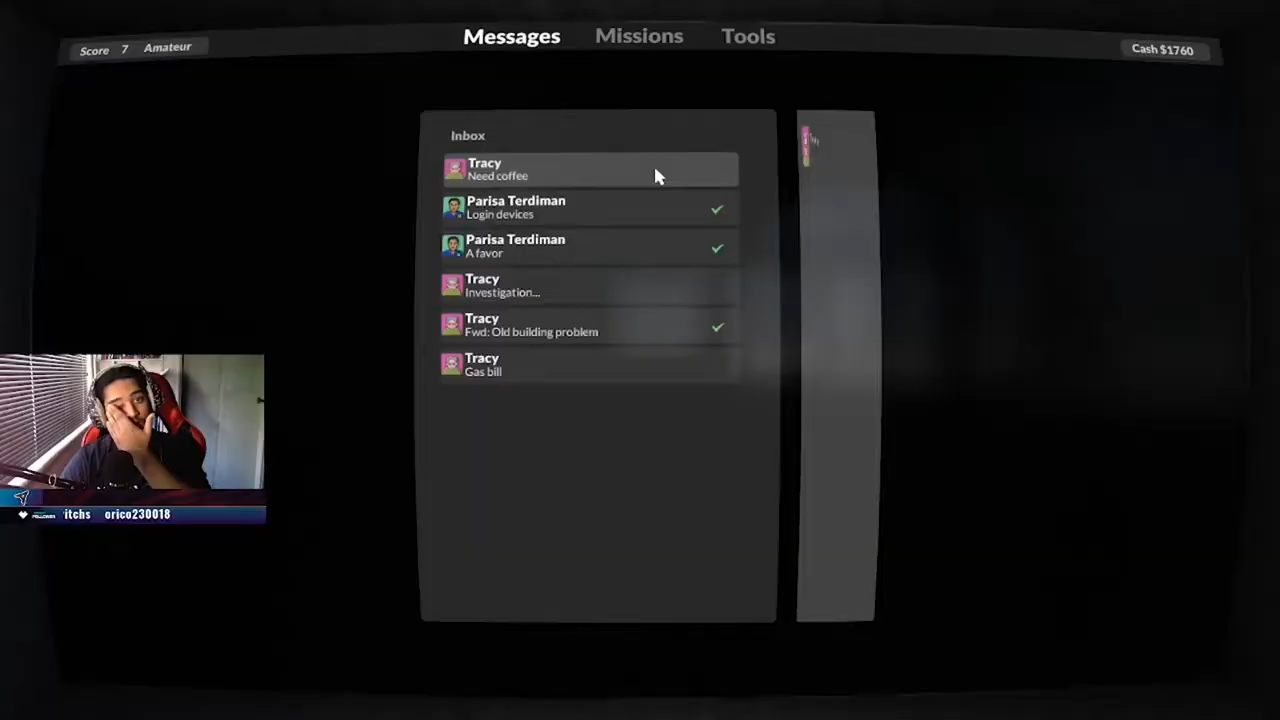 Score 7 Amateur
Messages Missions Tools
Cash $1760
Inbox
Tracy
Need coffee
Parisa Terdiman
Login devices
Parisa Terdiman
A favor
Tracy
Investigation...
Tracy
Fwd: Old building problem
Tracy
Gas bill
itchs orico230018